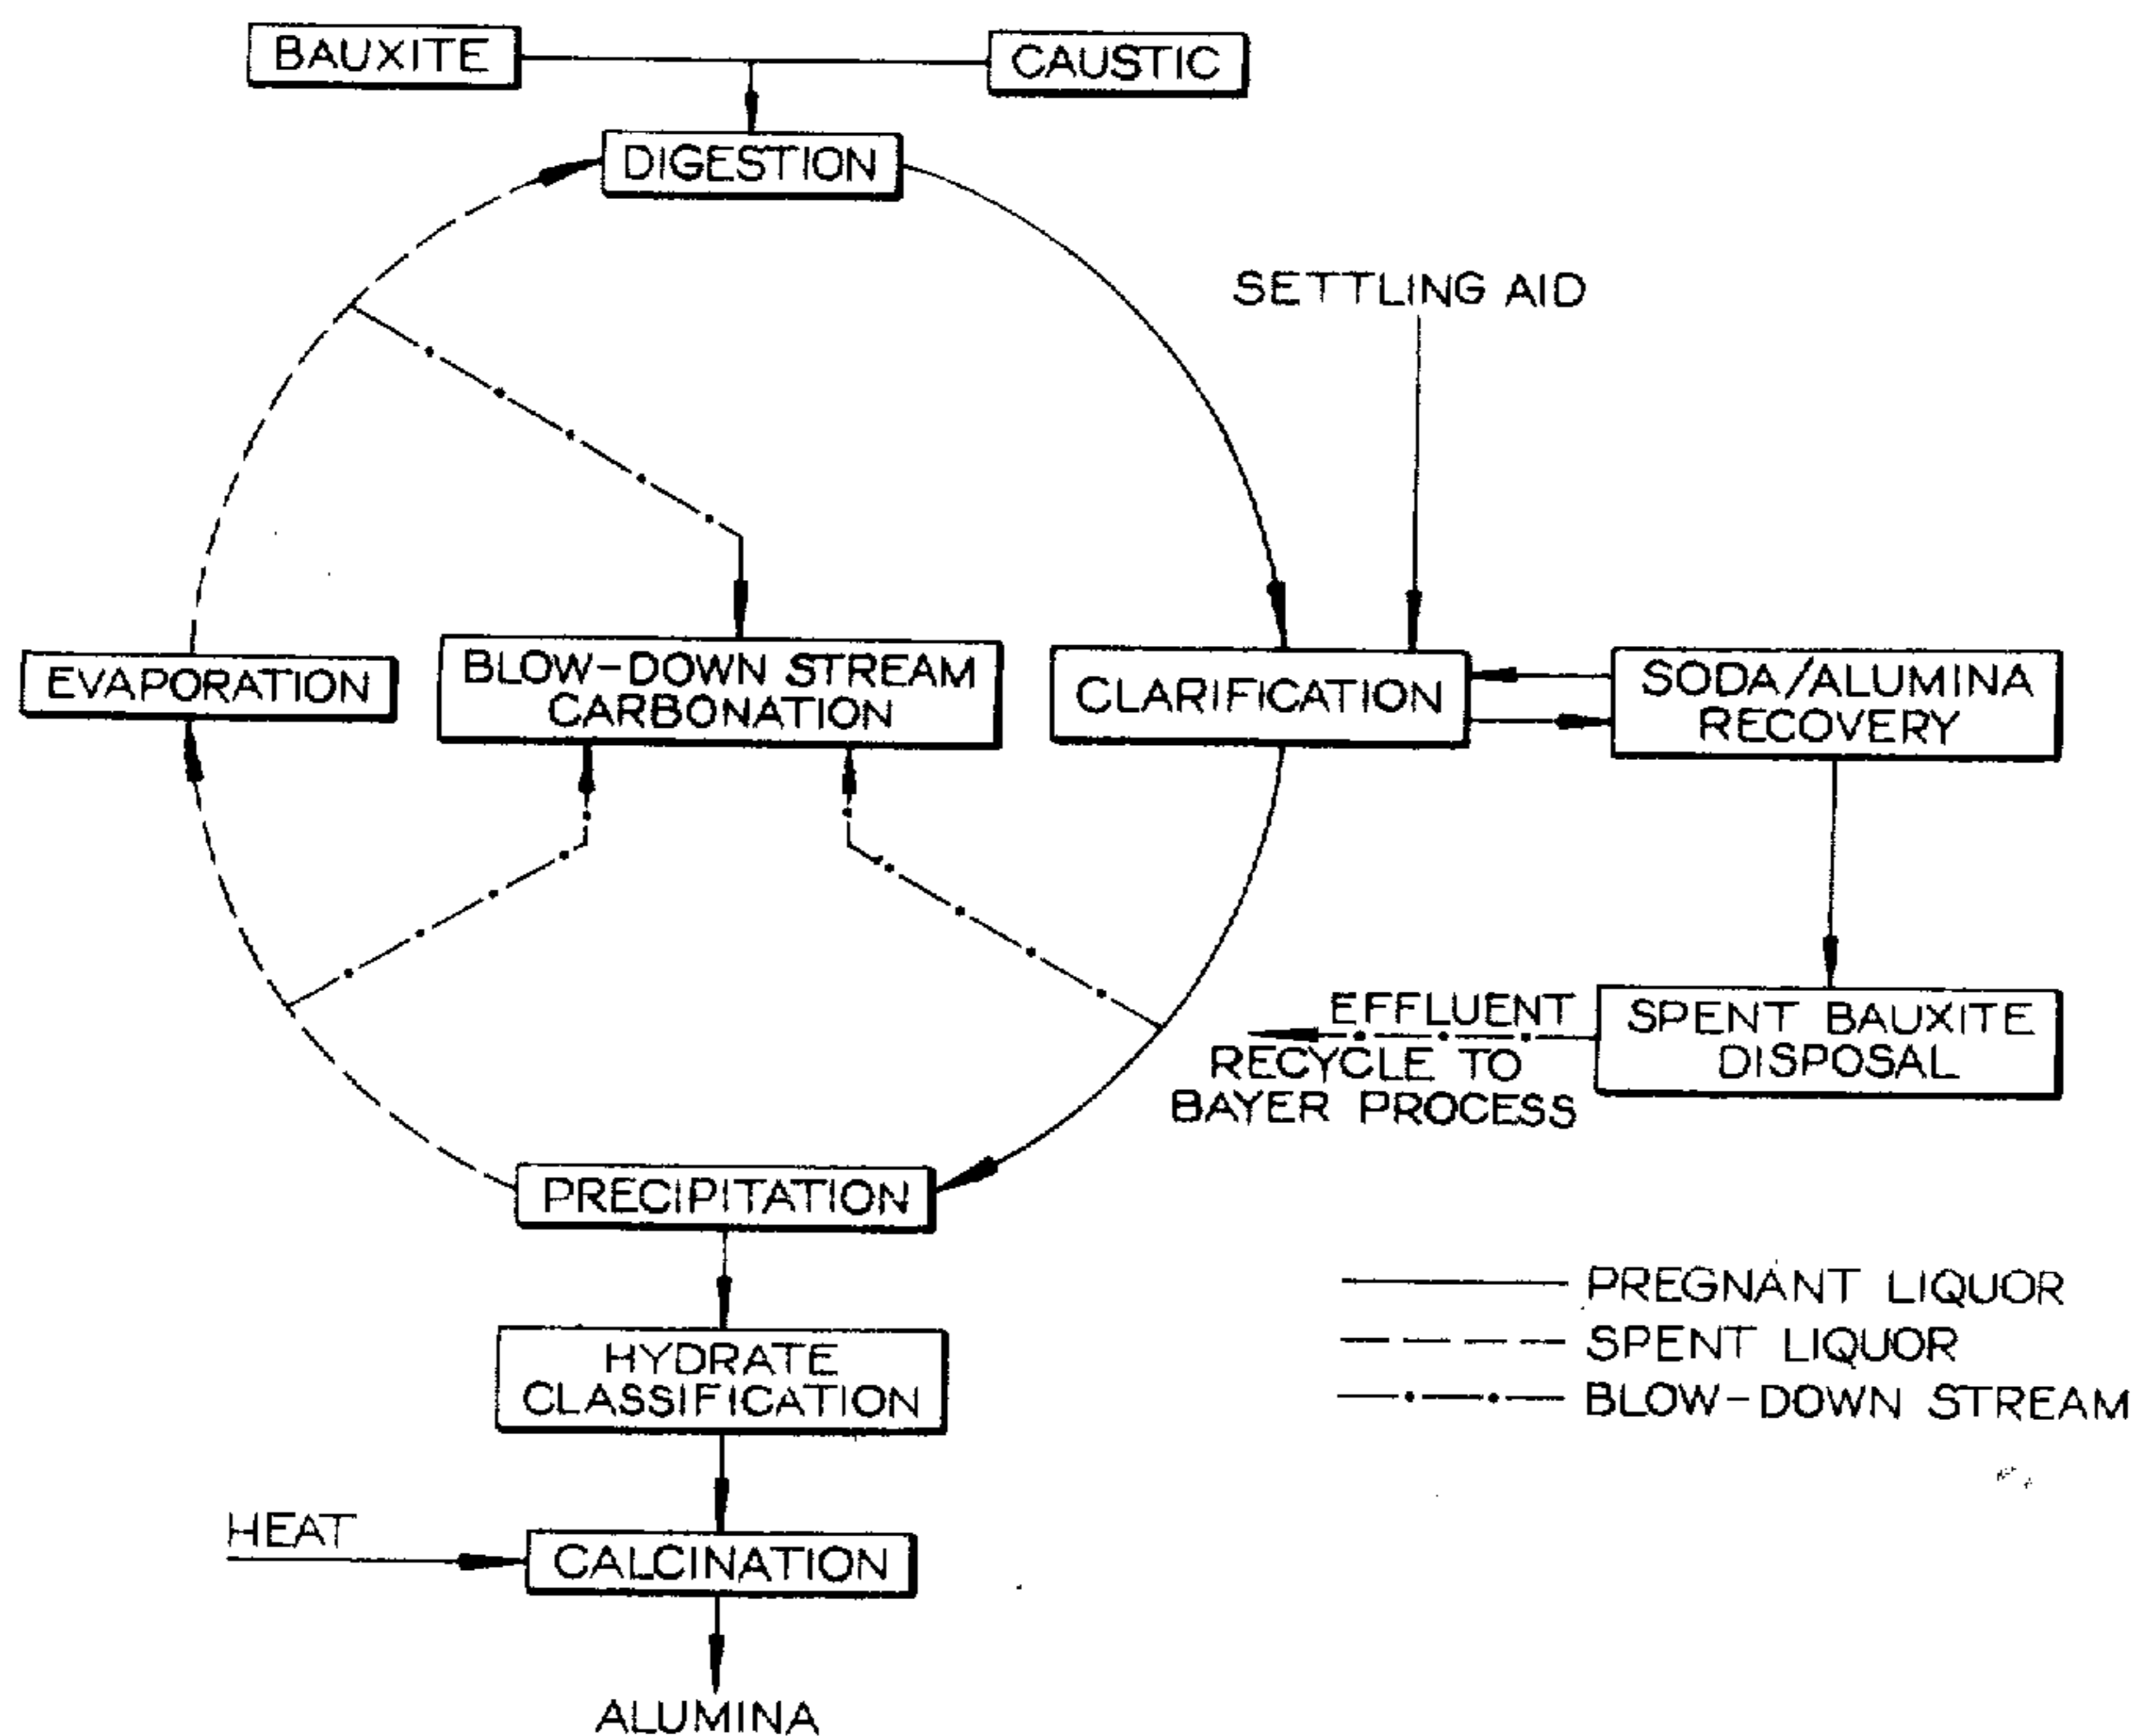 BAUXITE
CAUSTIC
DIGESTION
SETTLING AID
EVAPORATION
BLOW-DOWN STREAM
CARBONATION
CLARIFICATION
SODA/ALUMINA
RECOVERY
EFFLUENT
RECYCLE TO
BAYER PROCESS
SPENT BAUXITE
DISPOSAL
PRECIPITATION
HYDRATE
CLASSIFICATION
HEAT
CALCINATION
ALUMINA
PREGNANT LIQUOR
SPENT LIQUOR
BLOW-DOWN STREAM